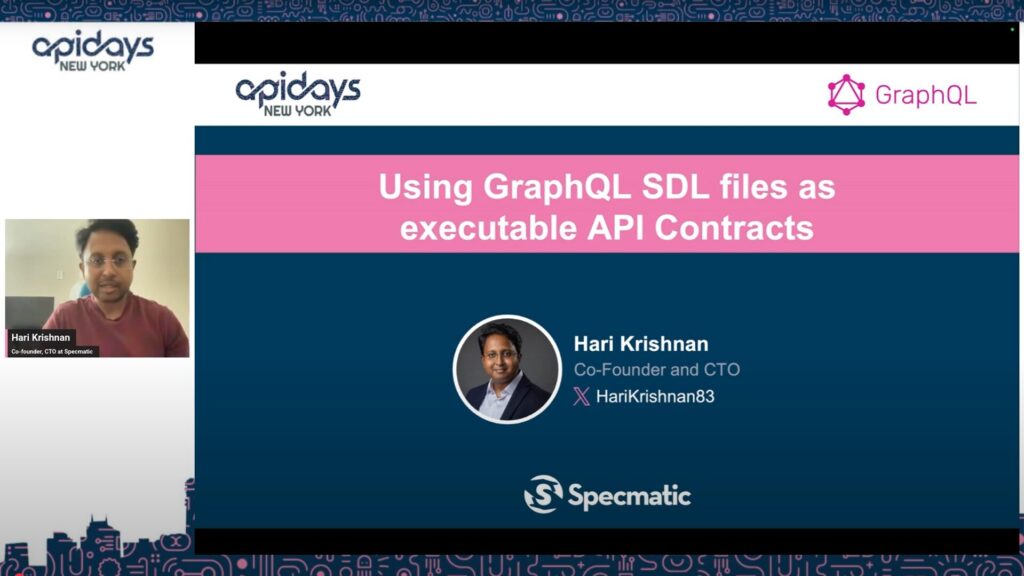 apidays
NEW YORK
apidays
NEW YORK
GraphQL
Using GraphQL SDL files as
executable API Contracts
Hari Krishnan
Co-Founder and CTO
X HariKrishnan83
Specmatic
Hari Krishnan
Co-founder, CTO at Specmatic